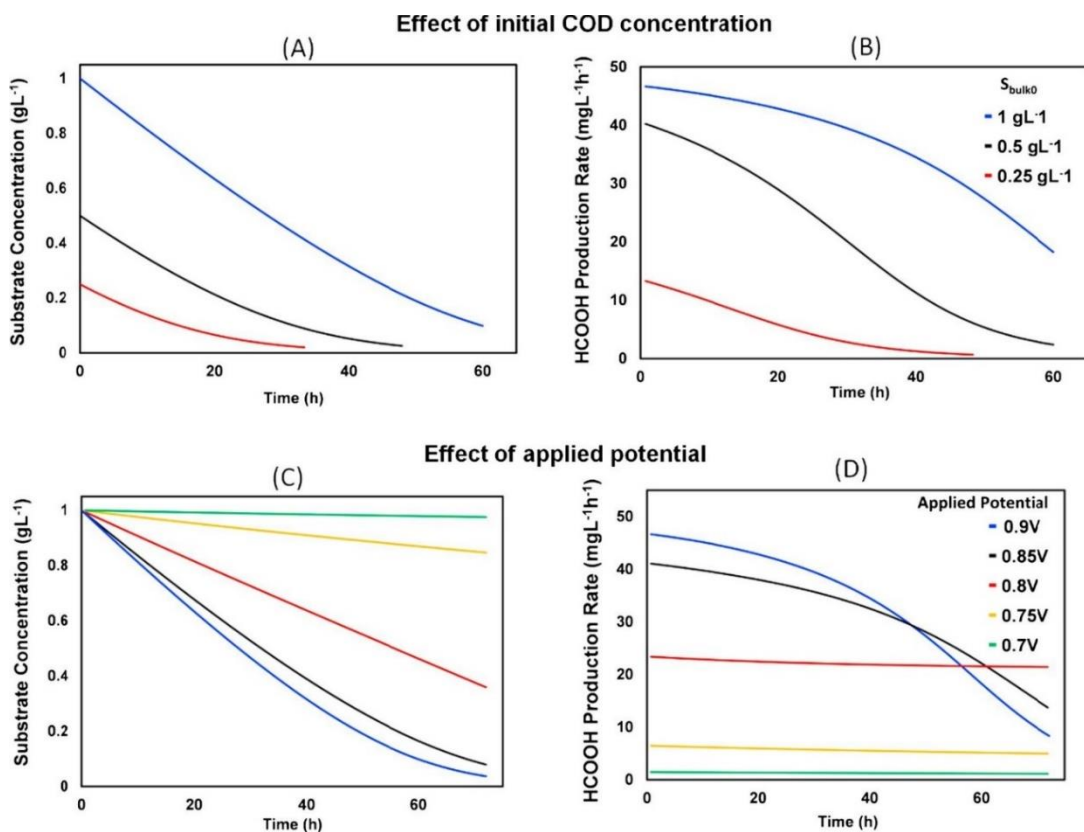 Effect of initial COD concentration
(A)
Substrate Concentration (gL⁻¹)
1
0.8
0.6
0.4
0.2
0
0 20 40 60
Time (h)
(B)
HCOOH Production Rate (mgL⁻¹h⁻¹)
50
40
30
20
10
0
0 20 40 60
Time (h)
Sbulk0
1 gL⁻¹
0.5 gL⁻¹
0.25 gL⁻¹
Effect of applied potential
(C)
Substrate Concentration (gL⁻¹)
1
0.8
0.6
0.4
0.2
0
0 20 40 60
Time (h)
(D)
HCOOH Production Rate (mgL⁻¹h⁻¹)
50
40
30
20
10
0
0 20 40 60
Time (h)
Applied Potential
0.9V
0.85V
0.8V
0.75V
0.7V